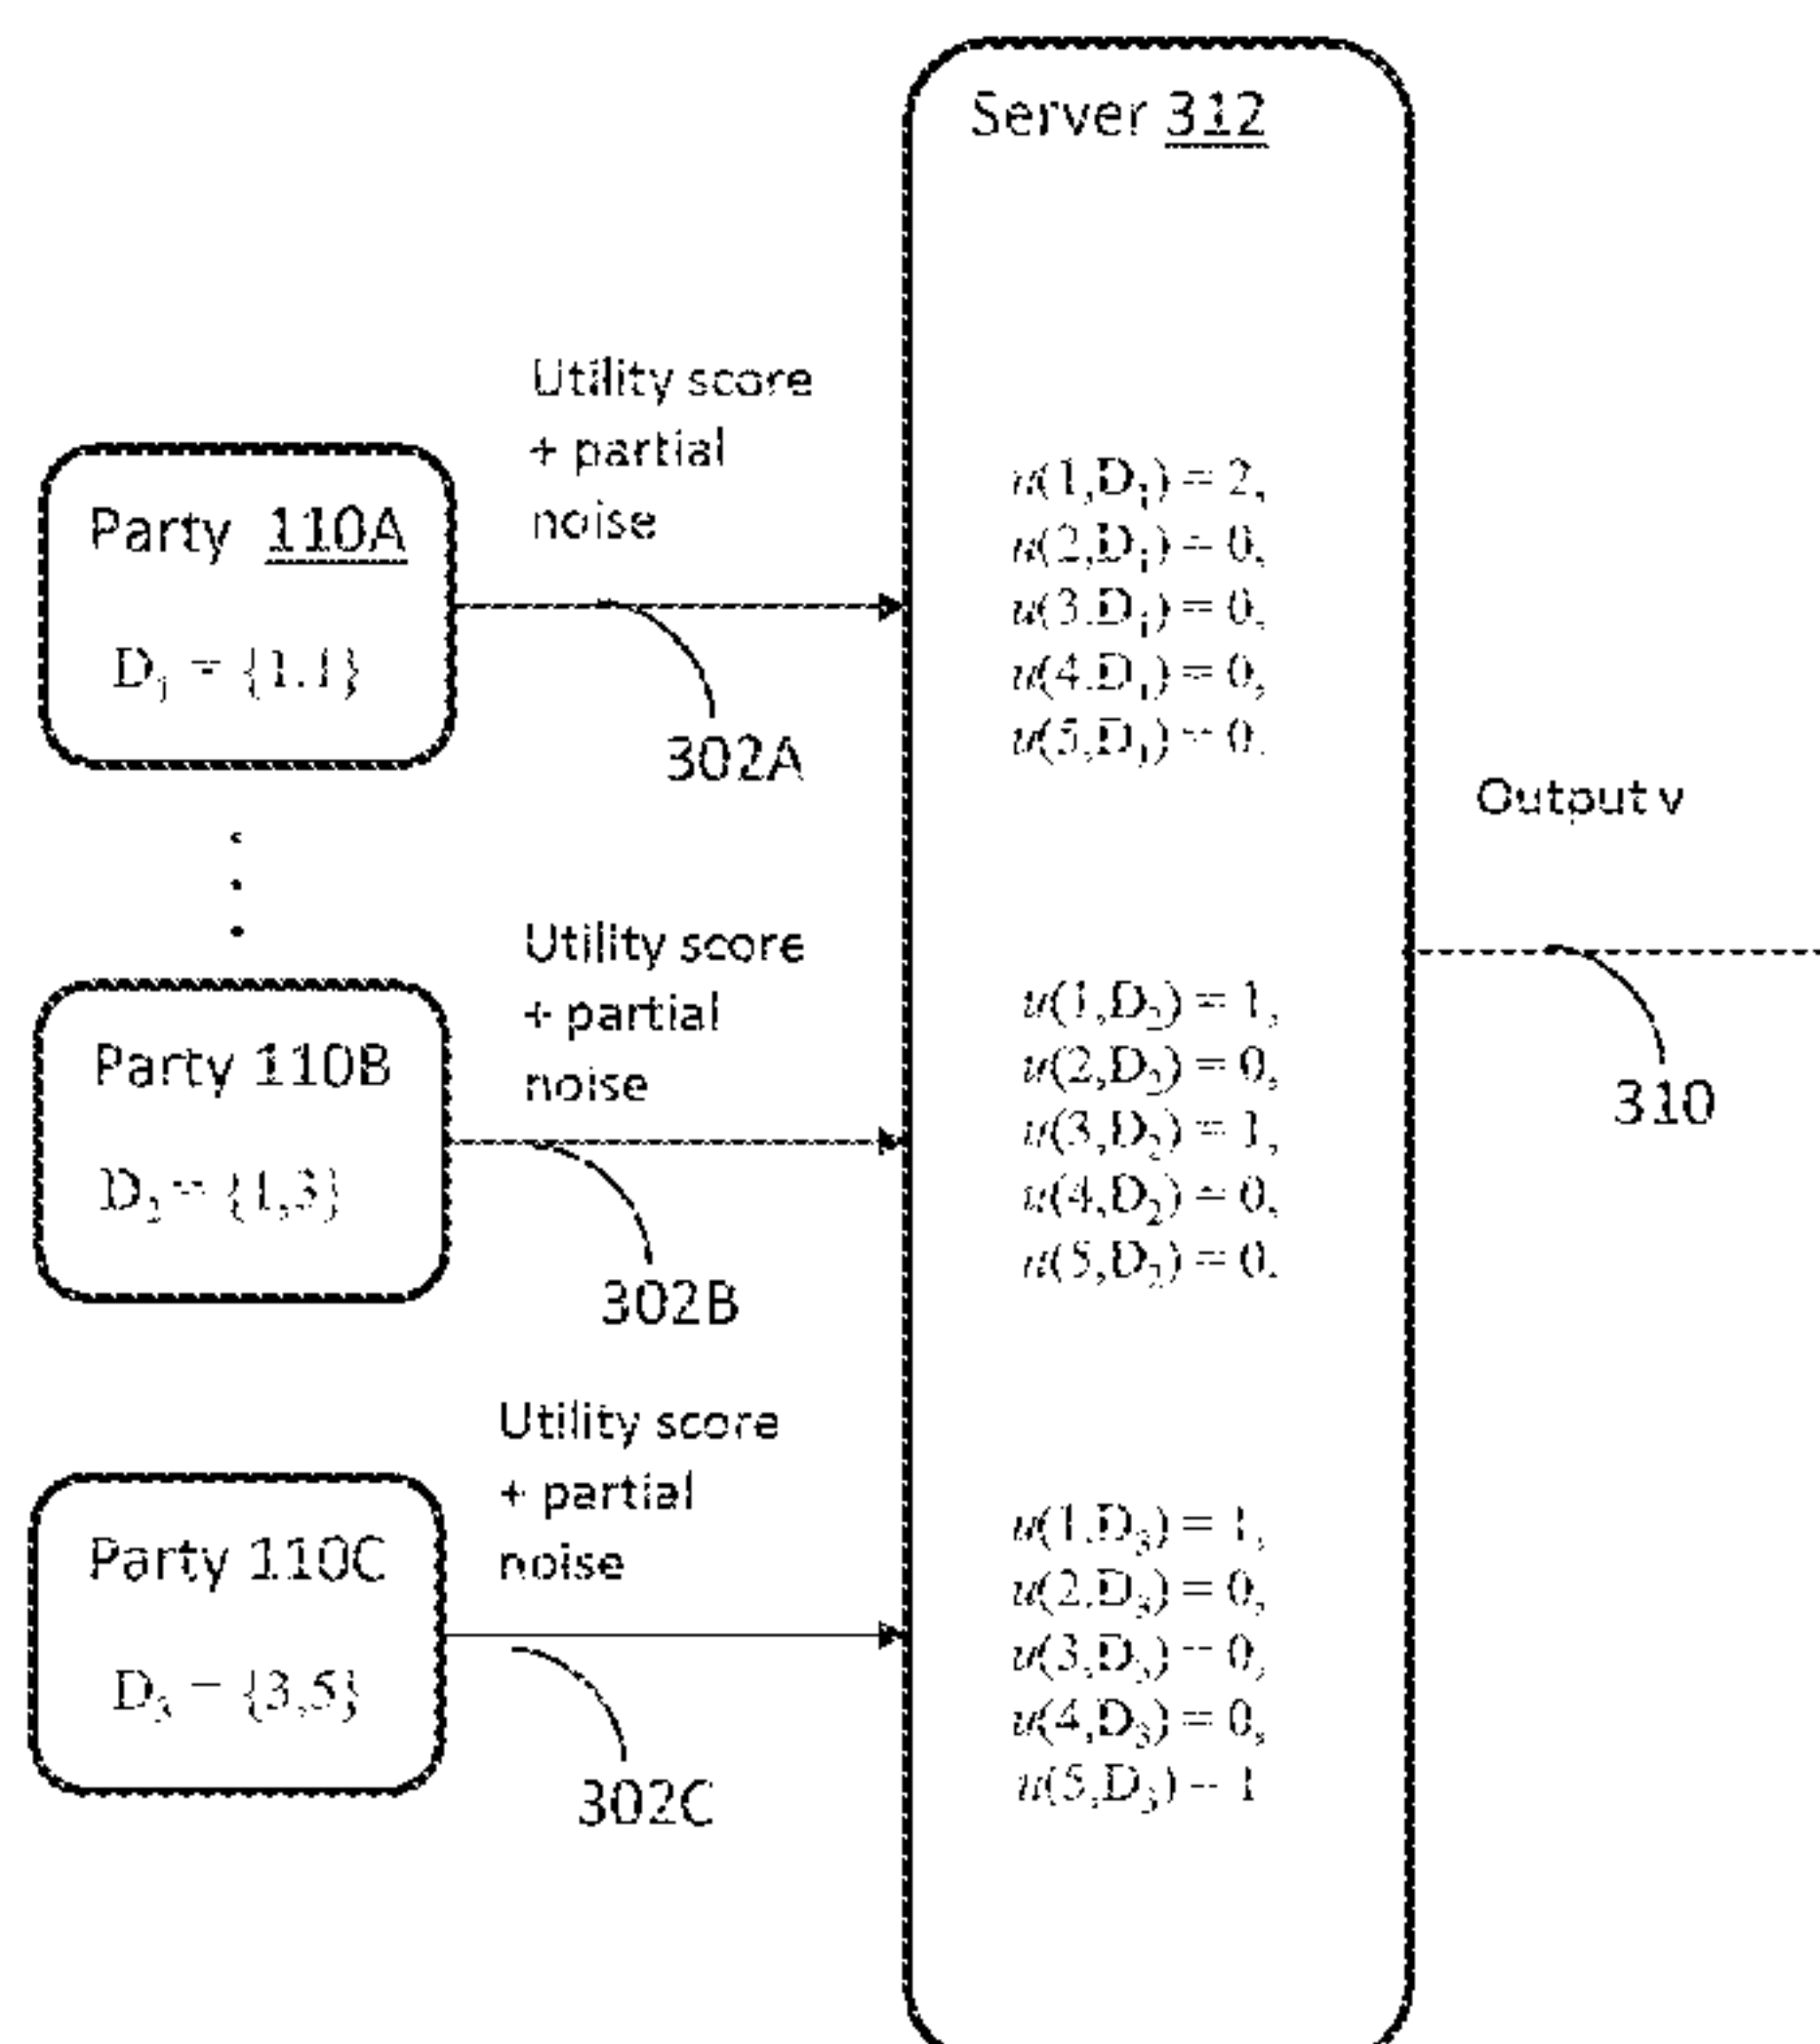 Server 312
Utility score
+ partial
noise
Party 110A
D₁ = {1,1}
302A
u(1,D₁) = 2,
u(2,D₁) = 0,
u(3,D₁) = 0,
u(4,D₁) = 0,
u(5,D₁) = 0.
Output v
310
Utility score
+ partial
noise
Party 110B
D₂ = {1,3}
302B
u(1,D₂) = 1,
u(2,D₂) = 0,
u(3,D₂) = 1,
u(4,D₂) = 0,
u(5,D₂) = 0.
Utility score
+ partial
noise
Party 110C
D₃ = {3,5}
302C
u(1,D₃) = 1,
u(2,D₃) = 0,
u(3,D₃) = 0,
u(4,D₃) = 0,
u(5,D₃) = 1